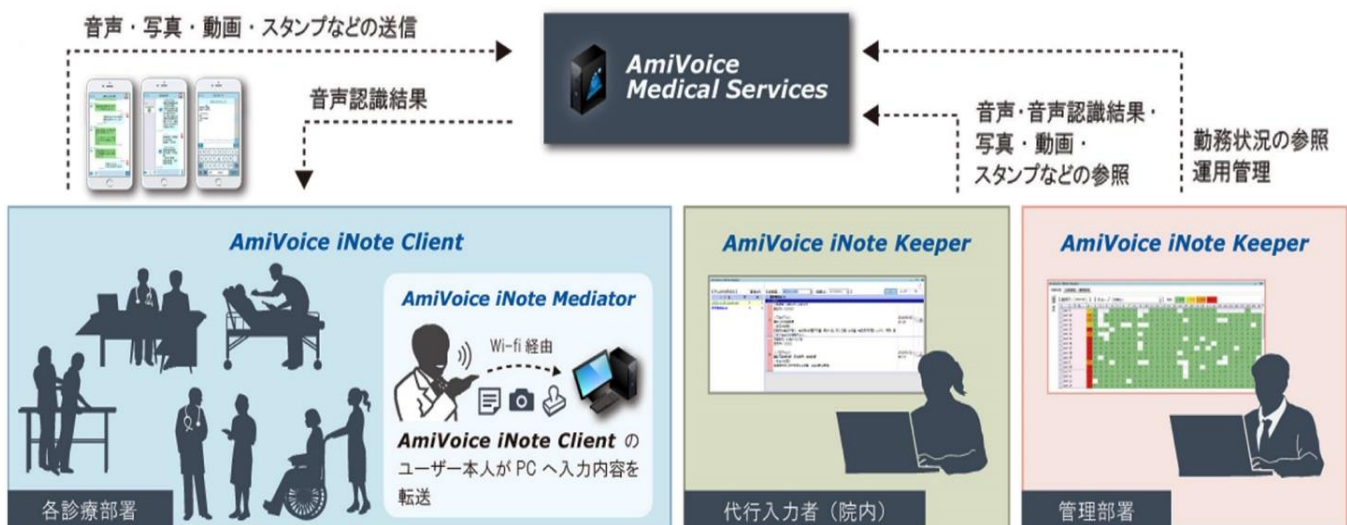 音声・写真・動画・スタンプなどの送信
音声認識結果
AmiVoice
Medical Services
音声・音声認識結果・
写真・動画・
スタンプなどの参照
勤務状況の参照
運用管理
AmiVoice iNote Client
AmiVoice iNote Mediator
Wi-fi 経由
AmiVoice iNote Client の
ユーザー本人が PC へ入力内容を
転送
各診療部署
AmiVoice iNote Keeper
代行入力者（院内）
AmiVoice iNote Keeper
管理部署